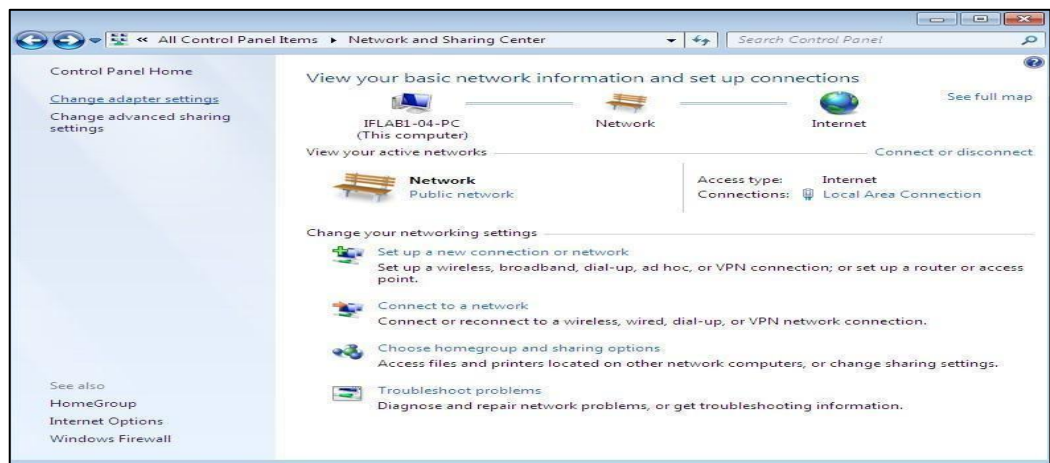 « All Control Panel Items ▸ Network and Sharing Center
Search Control Panel
Control Panel Home
Change adapter settings
Change advanced sharing
settings
See also
HomeGroup
Internet Options
Windows Firewall
View your basic network information and set up connections
See full map
IFLAB1-04-PC
(This computer)
Network
Internet
View your active networks
Connect or disconnect
Network
Public network
Access type: Internet
Connections: Local Area Connection
Change your networking settings
Set up a new connection or network
Set up a wireless, broadband, dial-up, ad hoc, or VPN connection; or set up a router or access
point.
Connect to a network
Connect or reconnect to a wireless, wired, dial-up, or VPN network connection.
Choose homegroup and sharing options
Access files and printers located on other network computers, or change sharing settings.
Troubleshoot problems
Diagnose and repair network problems, or get troubleshooting information.